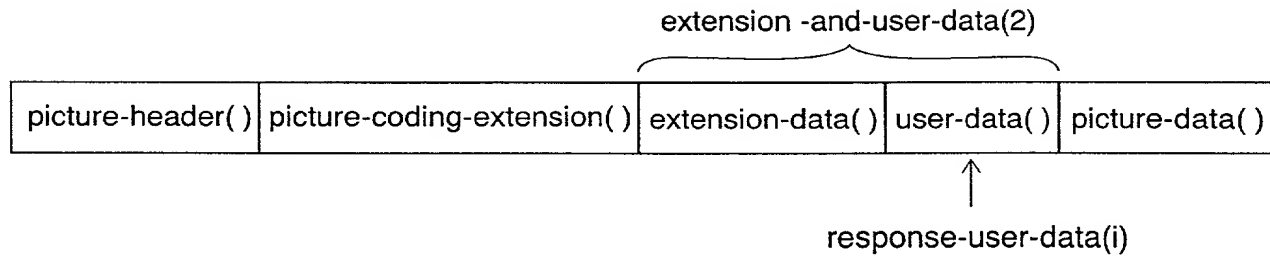 extension -and-user-data(2)
picture-header( ) picture-coding-extension( ) extension-data( ) user-data( ) picture-data( )
response-user-data(i)